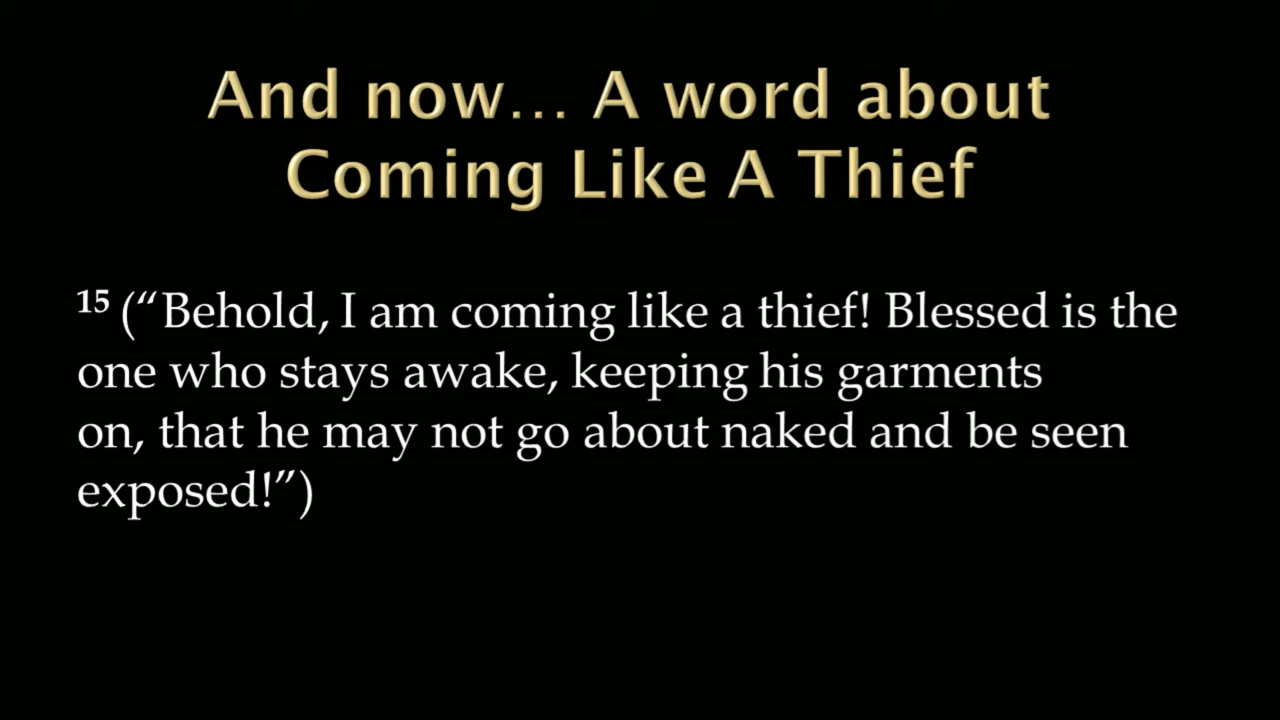 And now... A word about
Coming Like A Thief
15 (“Behold, I am coming like a thief! Blessed is the
one who stays awake, keeping his garments
on, that he may not go about naked and be seen
exposed!”)